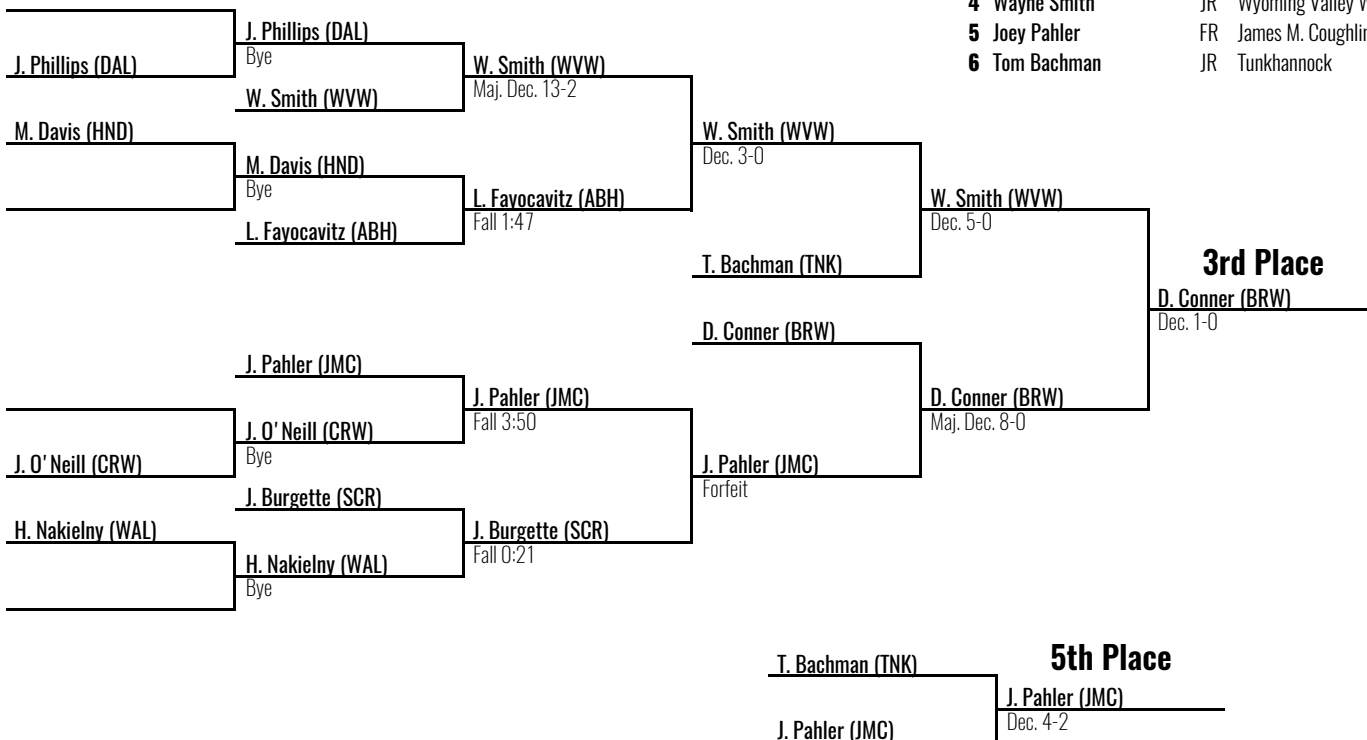 4 Wayne Smith JR Wyoming Valley W
5 Joey Pahler FR James M. Coughlin
6 Tom Bachman JR Tunkhannock
J. Phillips (DAL)
Bye
J. Phillips (DAL)
W. Smith (WVW)
Maj. Dec. 13-2
W. Smith (WVW)
M. Davis (HND)
W. Smith (WVW)
Dec. 3-0
M. Davis (HND)
Bye
L. Fayocavitz (ABH)
Fall 1:47
W. Smith (WVW)
Dec. 5-0
L. Fayocavitz (ABH)
T. Bachman (TNK)
3rd Place
D. Conner (BRW)
Dec. 1-0
D. Conner (BRW)
J. Pahler (JMC)
J. Pahler (JMC)
Fall 3:50
D. Conner (BRW)
Maj. Dec. 8-0
J. O'Neill (CRW)
Bye
J. O'Neill (CRW)
J. Pahler (JMC)
Forfeit
J. Burgette (SCR)
H. Nakielny (WAL)
J. Burgette (SCR)
Fall 0:21
H. Nakielny (WAL)
Bye
5th Place
T. Bachman (TNK)
J. Pahler (JMC)
Dec. 4-2
J. Pahler (JMC)